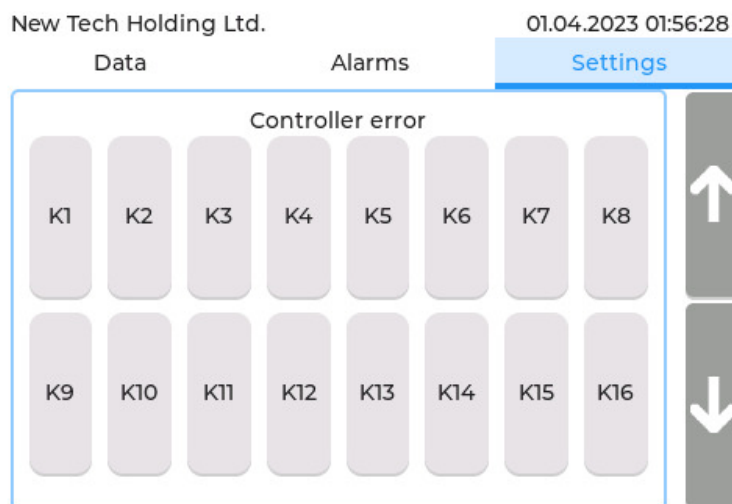 New Tech Holding Ltd. 01.04.2023 01:56:28
Data Alarms Settings
Controller error
K1 K2 K3 K4 K5 K6 K7 K8
K9 K10 K11 K12 K13 K14 K15 K16